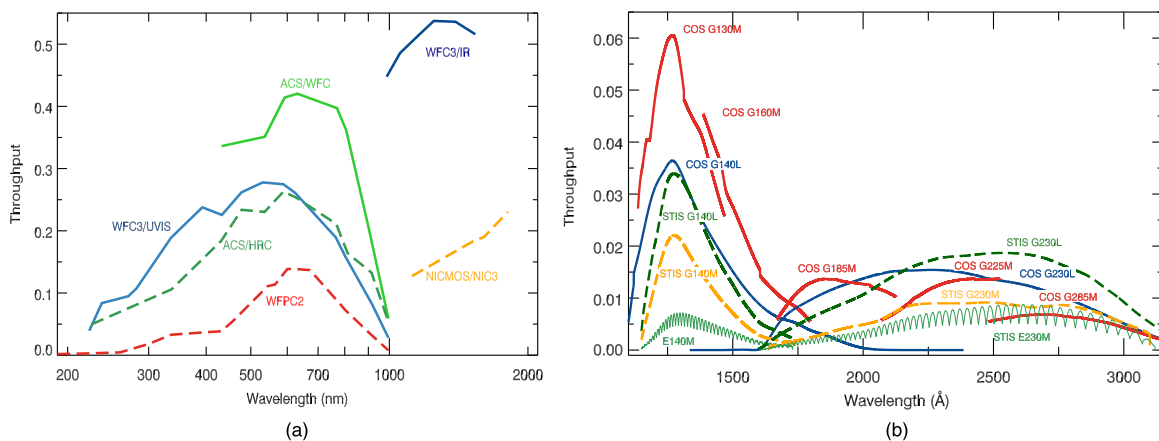 0.5
0.4
0.3
0.2
0.1
0.0
Throughput
WFC3/IR
ACS/WFC
WFC3/UVIS
ACS/HRC
NICMOS/NIC3
WFPC2
200 300 400 500 700 1000 2000
Wavelength (nm)
(a)
0.06
0.05
0.04
0.03
0.02
0.01
0.00
Throughput
COS G130M
COS G160M
COS G140L
STIS G140L
STIS G230L
STIS G140M
COS G185M
COS G225M
COS G230L
STIS G230M
COS G285M
E140M
STIS E230M
1500 2000 2500 3000
Wavelength (Å)
(b)